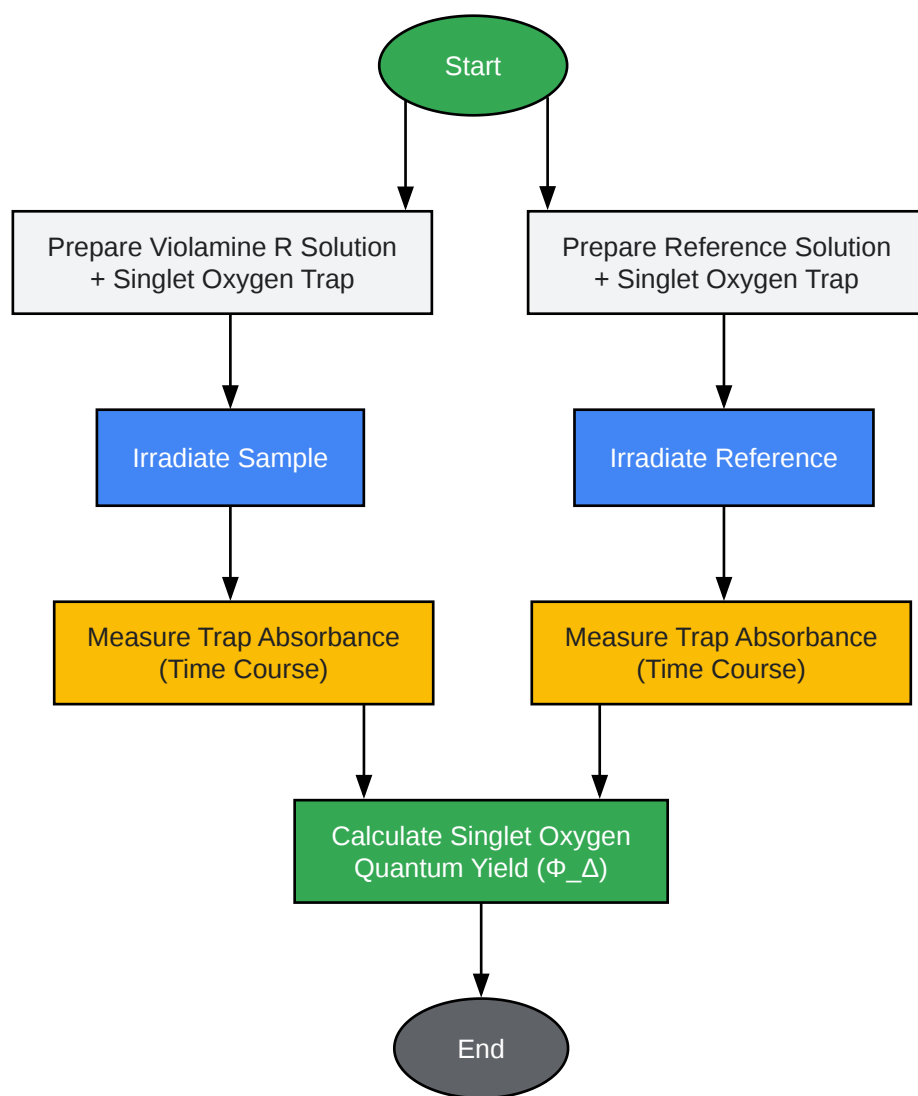 Start
Prepare Violamine R Solution
+ Singlet Oxygen Trap
Prepare Reference Solution
+ Singlet Oxygen Trap
Irradiate Sample
Irradiate Reference
Measure Trap Absorbance
(Time Course)
Measure Trap Absorbance
(Time Course)
Calculate Singlet Oxygen
Quantum Yield (Φ_Δ)
End